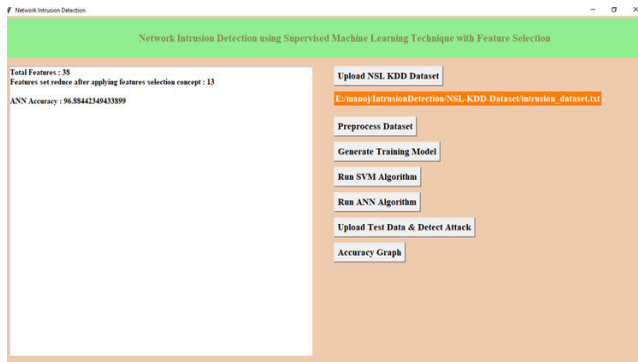 Network Intrusion Detection
Network Intrusion Detection using Supervised Machine Learning Technique with Feature Selection
Total Features : 38
Features set reduce after applying features selection concept : 13
ANN Accuracy : 96.88442349433899
Upload NSL KDD Dataset
E:/manoj/IntrusionDetection/NSL-KDD-Dataset/intrusion_dataset.txt
Preprocess Dataset
Generate Training Model
Run SVM Algorithm
Run ANN Algorithm
Upload Test Data & Detect Attack
Accuracy Graph